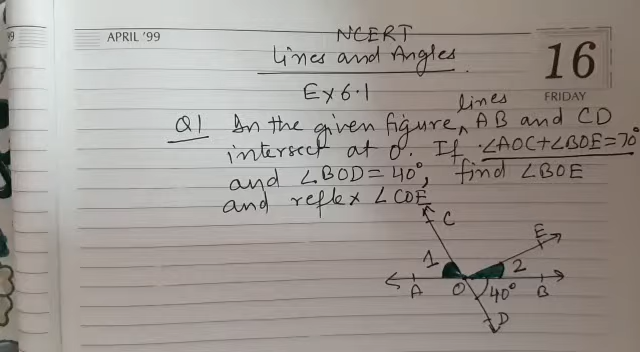 APRIL '99
16
FRIDAY
NCERT
Lines and Angles
Ex 6.1
Q1 In the given figure, lines AB and CD
intersect at O. If ∠AOC+∠BOE=70°
and ∠BOD=40°, find ∠BOE
and reflex ∠COE
C
E
1
2
A
O
40°
B
D